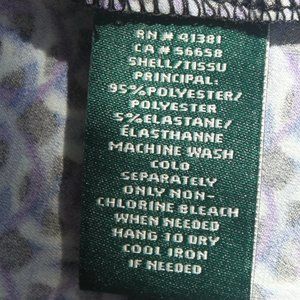 RN # 41381
CA # 56658
SHELL/TISSU
PRINCIPAL:
95% POLYESTER/
POLYESTER
5% ELASTANE/
ÉLASTHANNE
MACHINE WASH
COLD
SEPARATELY
ONLY NON-
CHLORINE BLEACH
WHEN NEEDED
HANG TO DRY
COOL IRON
IF NEEDED